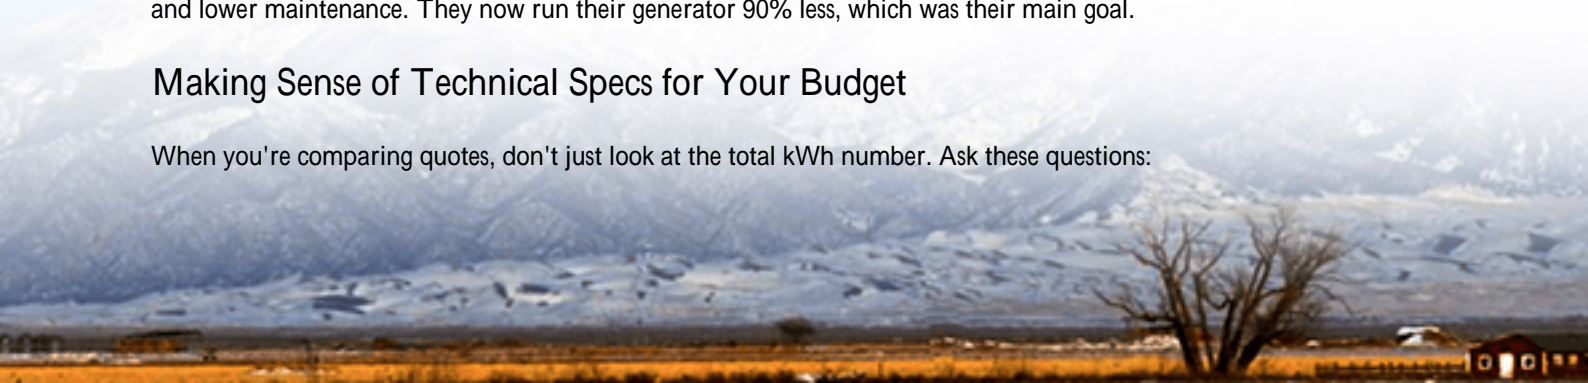 and lower maintenance. They now run their generator 90% less, which was their main goal.
Making Sense of Technical Specs for Your Budget
When you're comparing quotes, don't just look at the total kWh number. Ask these questions: